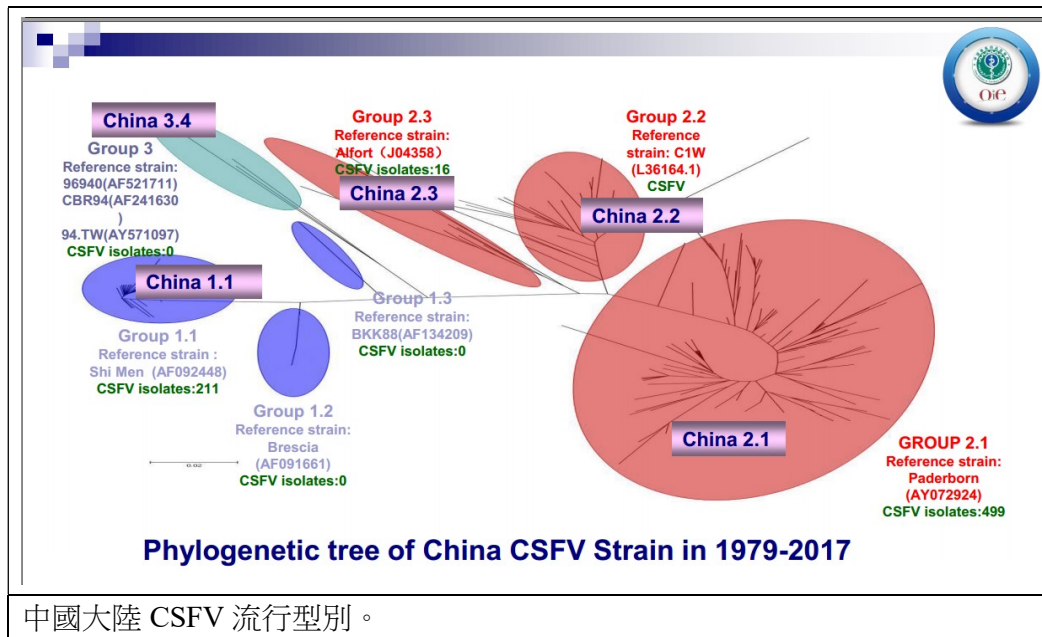 OiE
China 3.4
Group 3
Reference strain:
96940(AF521711)
CBR94(AF241630
)
94.TW(AY571097)
CSFV isolates:0
Group 2.3
Reference strain:
Alfort（J04358）
CSFV isolates:16
China 2.3
Group 2.2
Reference
strain: C1W
(L36164.1)
CSFV
China 2.2
China 1.1
Group 1.1
Reference strain :
Shi Men (AF092448)
CSFV isolates:211
Group 1.3
Reference strain:
BKK88(AF134209)
CSFV isolates:0
Group 1.2
Reference strain:
Brescia
(AF091661)
CSFV isolates:0
China 2.1
GROUP 2.1
Reference strain:
Paderborn
(AY072924)
CSFV isolates:499
0.02
Phylogenetic tree of China CSFV Strain in 1979-2017
中國大陸 CSFV 流行型別。